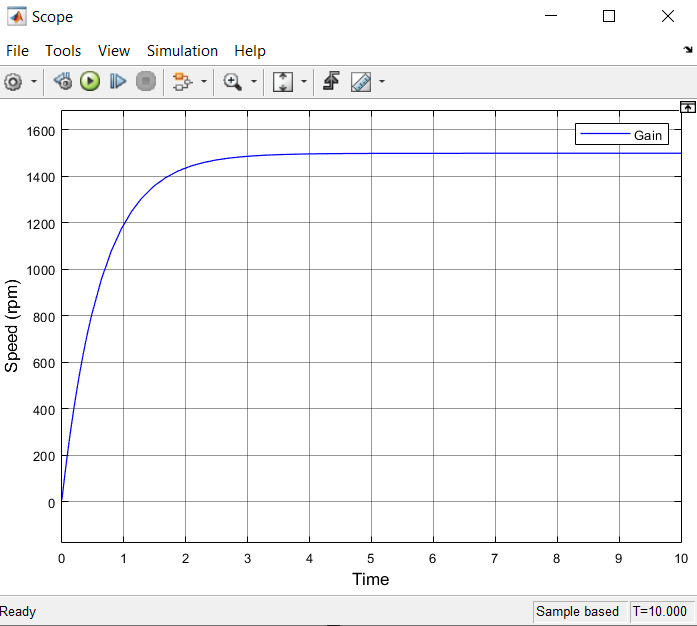 Scope
File Tools View Simulation Help
1600
1400
1200
1000
800
600
400
200
0
Speed (rpm)
Gain
0 1 2 3 4 5 6 7 8 9 10
Time
Ready
Sample based T=10.000